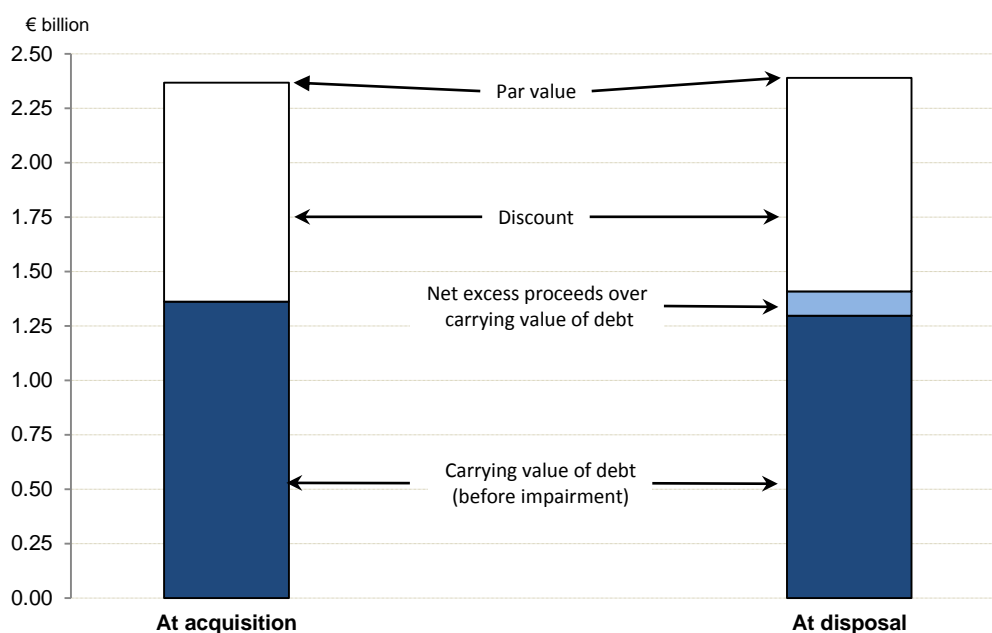 € billion
2.50
2.25
2.00
1.75
1.50
1.25
1.00
0.75
0.50
0.25
0.00
Par value
Discount
Net excess proceeds over
carrying value of debt
Carrying value of debt
(before impairment)
At acquisition
At disposal